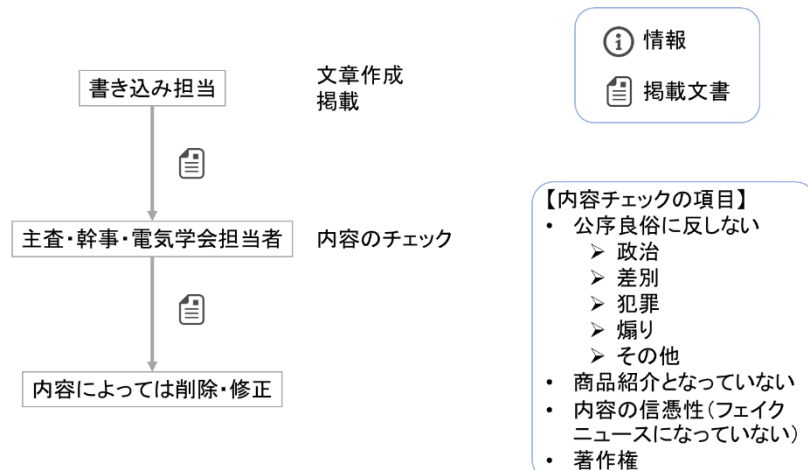 書き込み担当
文章作成
掲載
主査・幹事・電気学会担当者
内容のチェック
内容によっては削除・修正
情報
掲載文書
【内容チェックの項目】
• 公序良俗に反しない
➢ 政治
➢ 差別
➢ 犯罪
➢ 煽り
➢ その他
• 商品紹介となっていない
• 内容の信憑性(フェイク
ニュースになっていない)
• 著作権